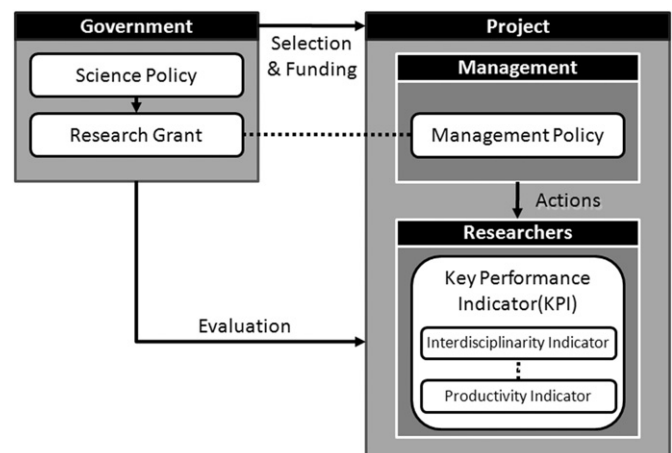 Government
Science Policy
Research Grant
Selection
& Funding
Evaluation
Project
Management
Management Policy
Actions
Researchers
Key Performance
Indicator(KPI)
Interdisciplinarity Indicator
Productivity Indicator